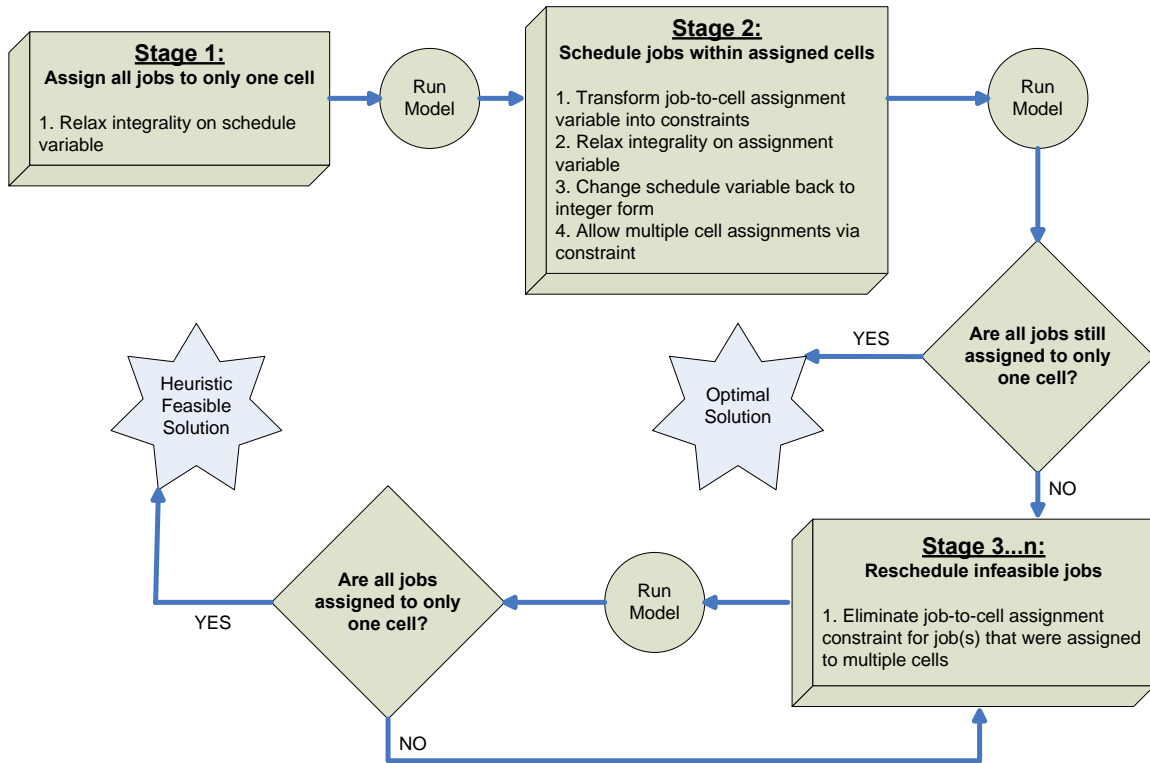 Stage 1:
Assign all jobs to only one cell
1. Relax integrality on schedule
variable
Run
Model
Stage 2:
Schedule jobs within assigned cells
1. Transform job-to-cell assignment
variable into constraints
2. Relax integrality on assignment
variable
3. Change schedule variable back to
integer form
4. Allow multiple cell assignments via
constraint
Run
Model
Are all jobs still
assigned to only
one cell?
YES
Optimal
Solution
NO
Stage 3...n:
Reschedule infeasible jobs
1. Eliminate job-to-cell assignment
constraint for job(s) that were assigned
to multiple cells
Run
Model
Are all jobs
assigned to only
one cell?
YES
Heuristic
Feasible
Solution
NO